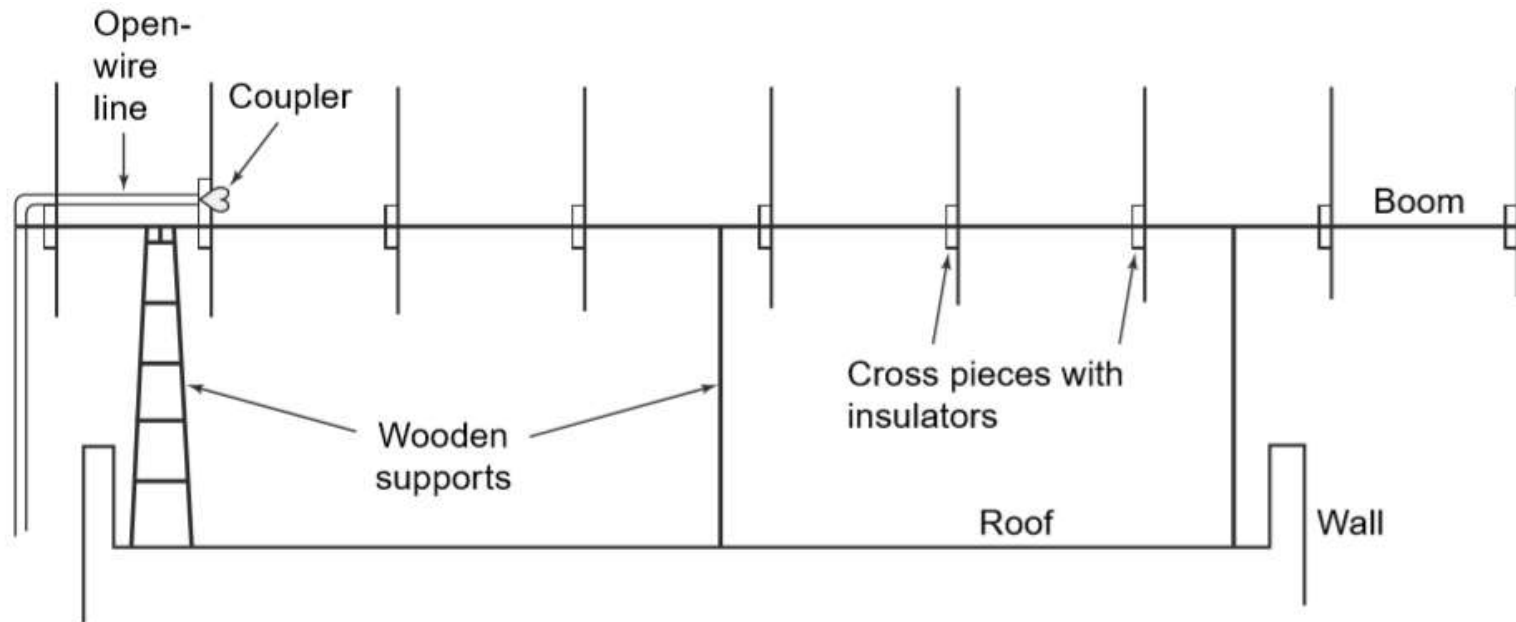 Open-
wire
line
Coupler
Boom
Cross pieces with
insulators
Wooden
supports
Roof
Wall